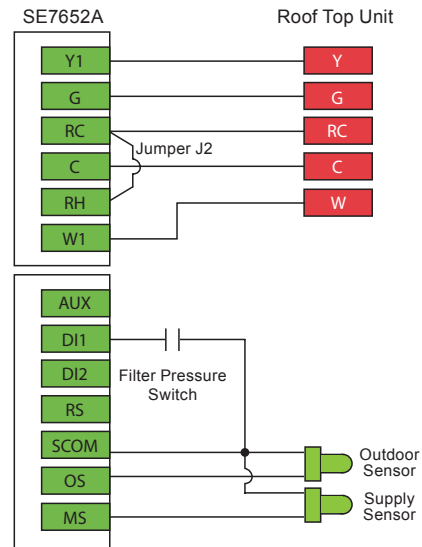 SE7652A
Roof Top Unit
Y1
Y
G
G
RC
RC
Jumper J2
C
C
RH
W
W1
AUX
DI1
DI2
Filter Pressure
Switch
RS
SCOM
Outdoor
Sensor
OS
Supply
Sensor
MS